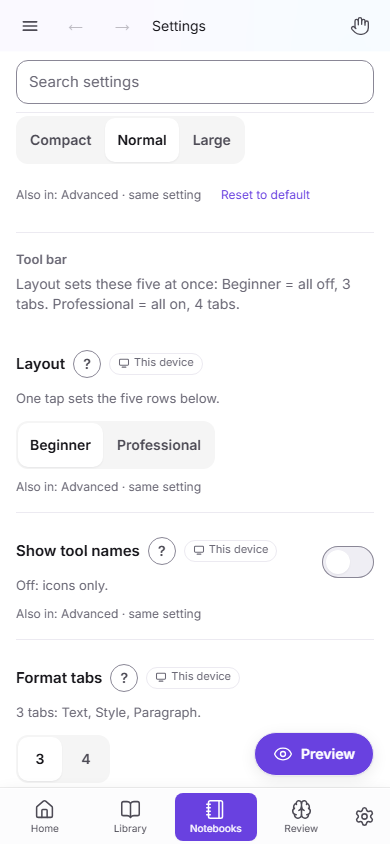 Settings
Search settings
Compact Normal Large
Also in: Advanced · same setting Reset to default
Tool bar
Layout sets these five at once: Beginner = all off, 3
tabs. Professional = all on, 4 tabs.
Layout ? This device
One tap sets the five rows below.
Beginner Professional
Also in: Advanced · same setting
Show tool names ? This device
Off: icons only.
Also in: Advanced · same setting
Format tabs ? This device
3 tabs: Text, Style, Paragraph.
3 4
Preview
Home Library Notebooks Review